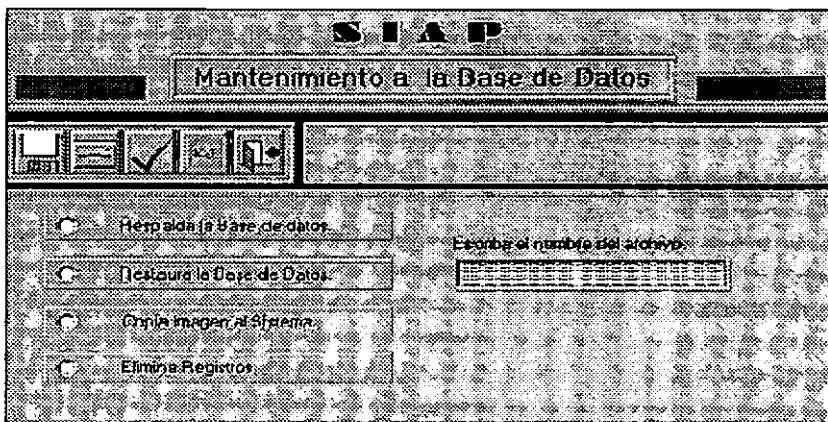 SIAP
Mantenimiento a la Base de Datos
Respalda la Base de datos.
Restaura la Base de Datos.
Copia imagen al Sistema.
Elimina Registros.
Escriba el nombre del archivo.